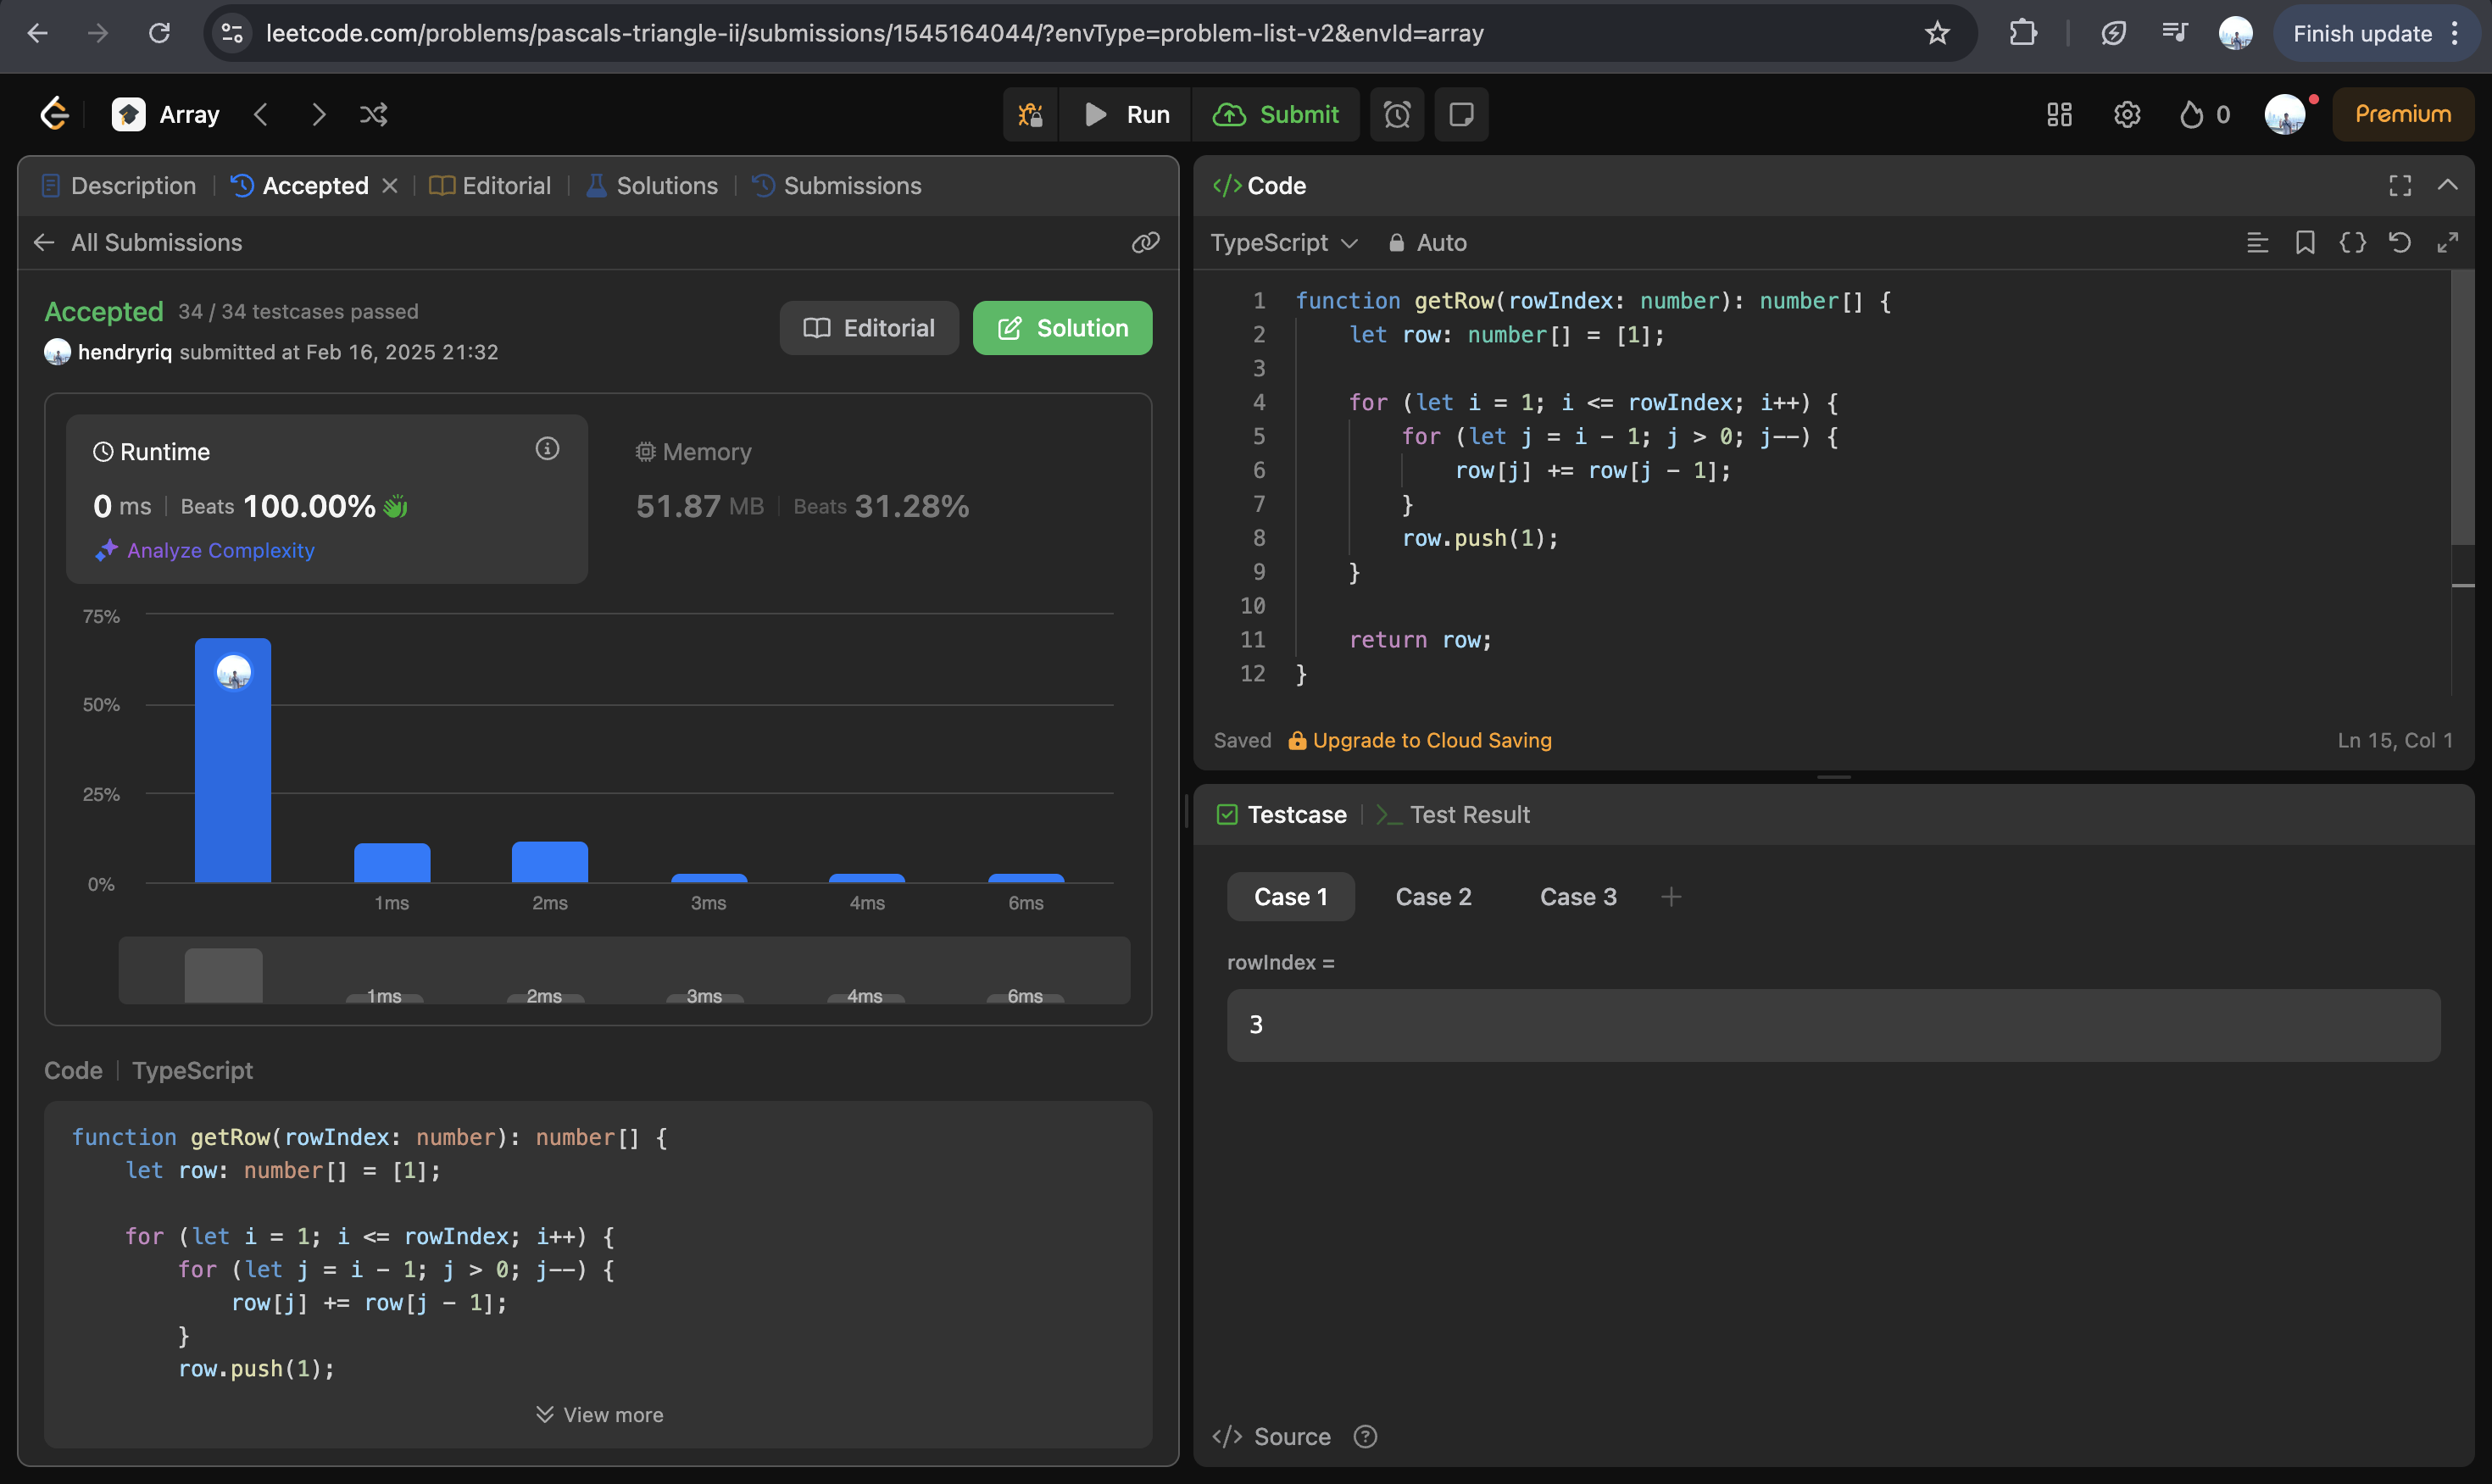 leetcode.com/problems/pascals-triangle-ii/submissions/1545164044/?envType=problem-list-v2&envId=array
Finish update
Array
Run
Submit
0
Premium
Description
Accepted
Editorial
Solutions
Submissions
All Submissions
Accepted 34 / 34 testcases passed
hendryriq submitted at Feb 16, 2025 21:32
Editorial
Solution
Runtime
0 ms Beats 100.00%
Analyze Complexity
Memory
51.87 MB Beats 31.28%
75%
50%
25%
0%
1ms 2ms 3ms 4ms 6ms
1ms 2ms 3ms 4ms 6ms
Code TypeScript
function getRow(rowIndex: number): number[] {
    let row: number[] = [1];
    for (let i = 1; i <= rowIndex; i++) {
        for (let j = i - 1; j > 0; j--) {
            row[j] += row[j - 1];
        }
        row.push(1);
View more
</> Code
TypeScript
Auto
1 function getRow(rowIndex: number): number[] {
2     let row: number[] = [1];
3
4     for (let i = 1; i <= rowIndex; i++) {
5         for (let j = i - 1; j > 0; j--) {
6             row[j] += row[j - 1];
7         }
8         row.push(1);
9     }
10
11     return row;
12 }
Saved Upgrade to Cloud Saving
Ln 15, Col 1
Testcase
Test Result
Case 1
Case 2
Case 3
rowIndex =
3
</> Source